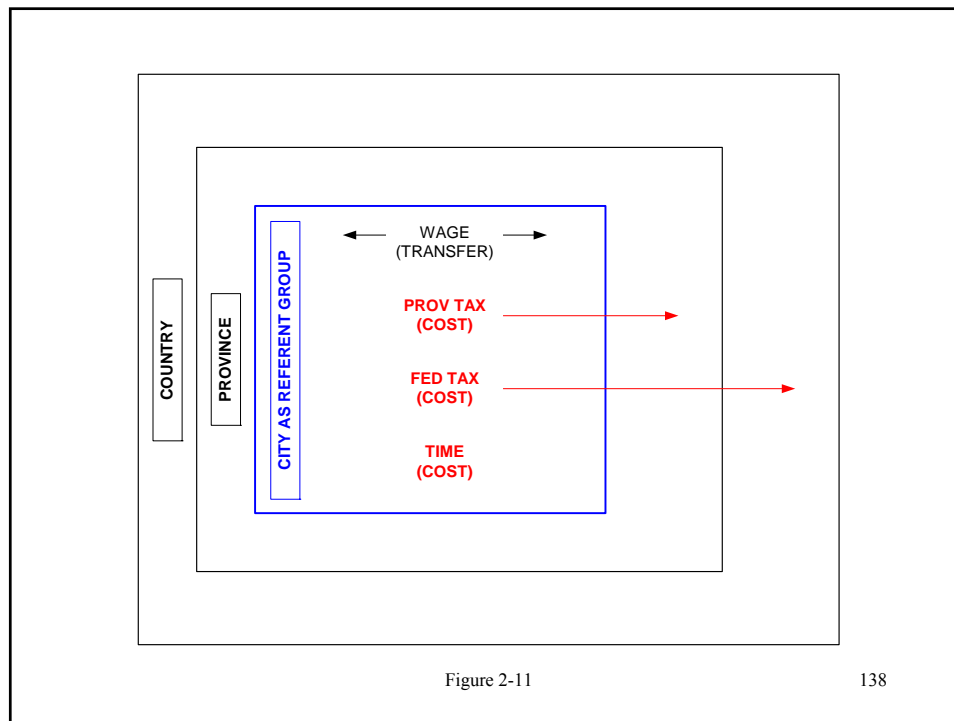 COUNTRY
PROVINCE
CITY AS REFERENT GROUP
WAGE
(TRANSFER)
PROV TAX
(COST)
FED TAX
(COST)
TIME
(COST)
Figure 2-11
138